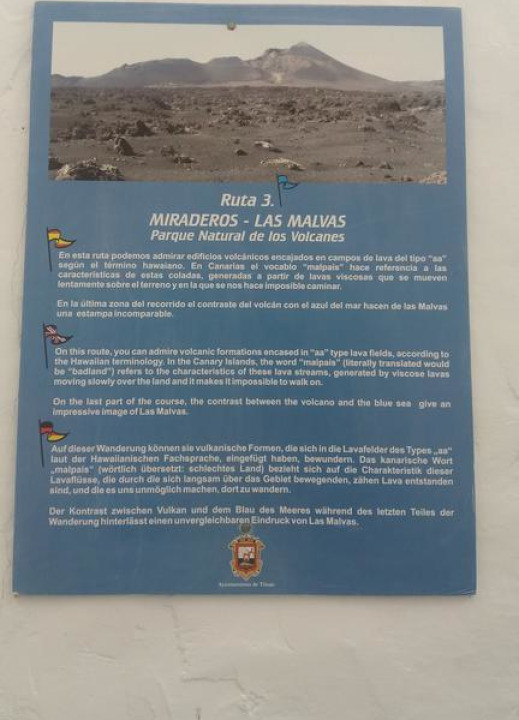 Ruta 3.
MIRADEROS - LAS MALVAS
Parque Natural de los Volcanes
En esta ruta podemos admirar edificios volcánicos encajados en campos de lava del tipo "aa"
según el término hawaiano. En Canarias el vocablo "malpaís" hace referencia a las
características de estas coladas, generadas a partir de lavas viscosas que se mueven
lentamente sobre el terreno y en la que se nos hace imposible caminar.
En la última zona del recorrido el contraste del volcán con el azul del mar hacen de las Malvas
una estampa incomparable.
On this route, you can admire volcanic formations encased in "aa" type lava fields, according to
the Hawaiian terminology. In the Canary Islands, the word "malpaís" (literally translated would
be "badland") refers to the characteristics of these lava streams, generated by viscose lavas
moving slowly over the land and it makes it impossible to walk on.
On the last part of the course, the contrast between the volcano and the blue sea give an
impressive image of Las Malvas.
Auf dieser Wanderung können sie vulkanische Formen, die sich in die Lavafelder des Types „aa"
laut der Hawaiianischen Fachsprache, eingefügt haben, bewundern. Das kanarische Wort
„malpaís" (wörtlich übersetzt: schlechtes Land) bezieht sich auf die Charakteristik dieser
Lavaflüsse, die durch die sich langsam über das Gebiet bewegenden, zähen Lava entstanden
sind, und die es uns unmöglich machen, dort zu wandern.
Der Kontrast zwischen Vulkan und dem Blau des Meeres während des letzten Teiles der
Wanderung hinterlässt einen unvergleichbaren Eindruck von Las Malvas.
Ayuntamiento de Tinajo